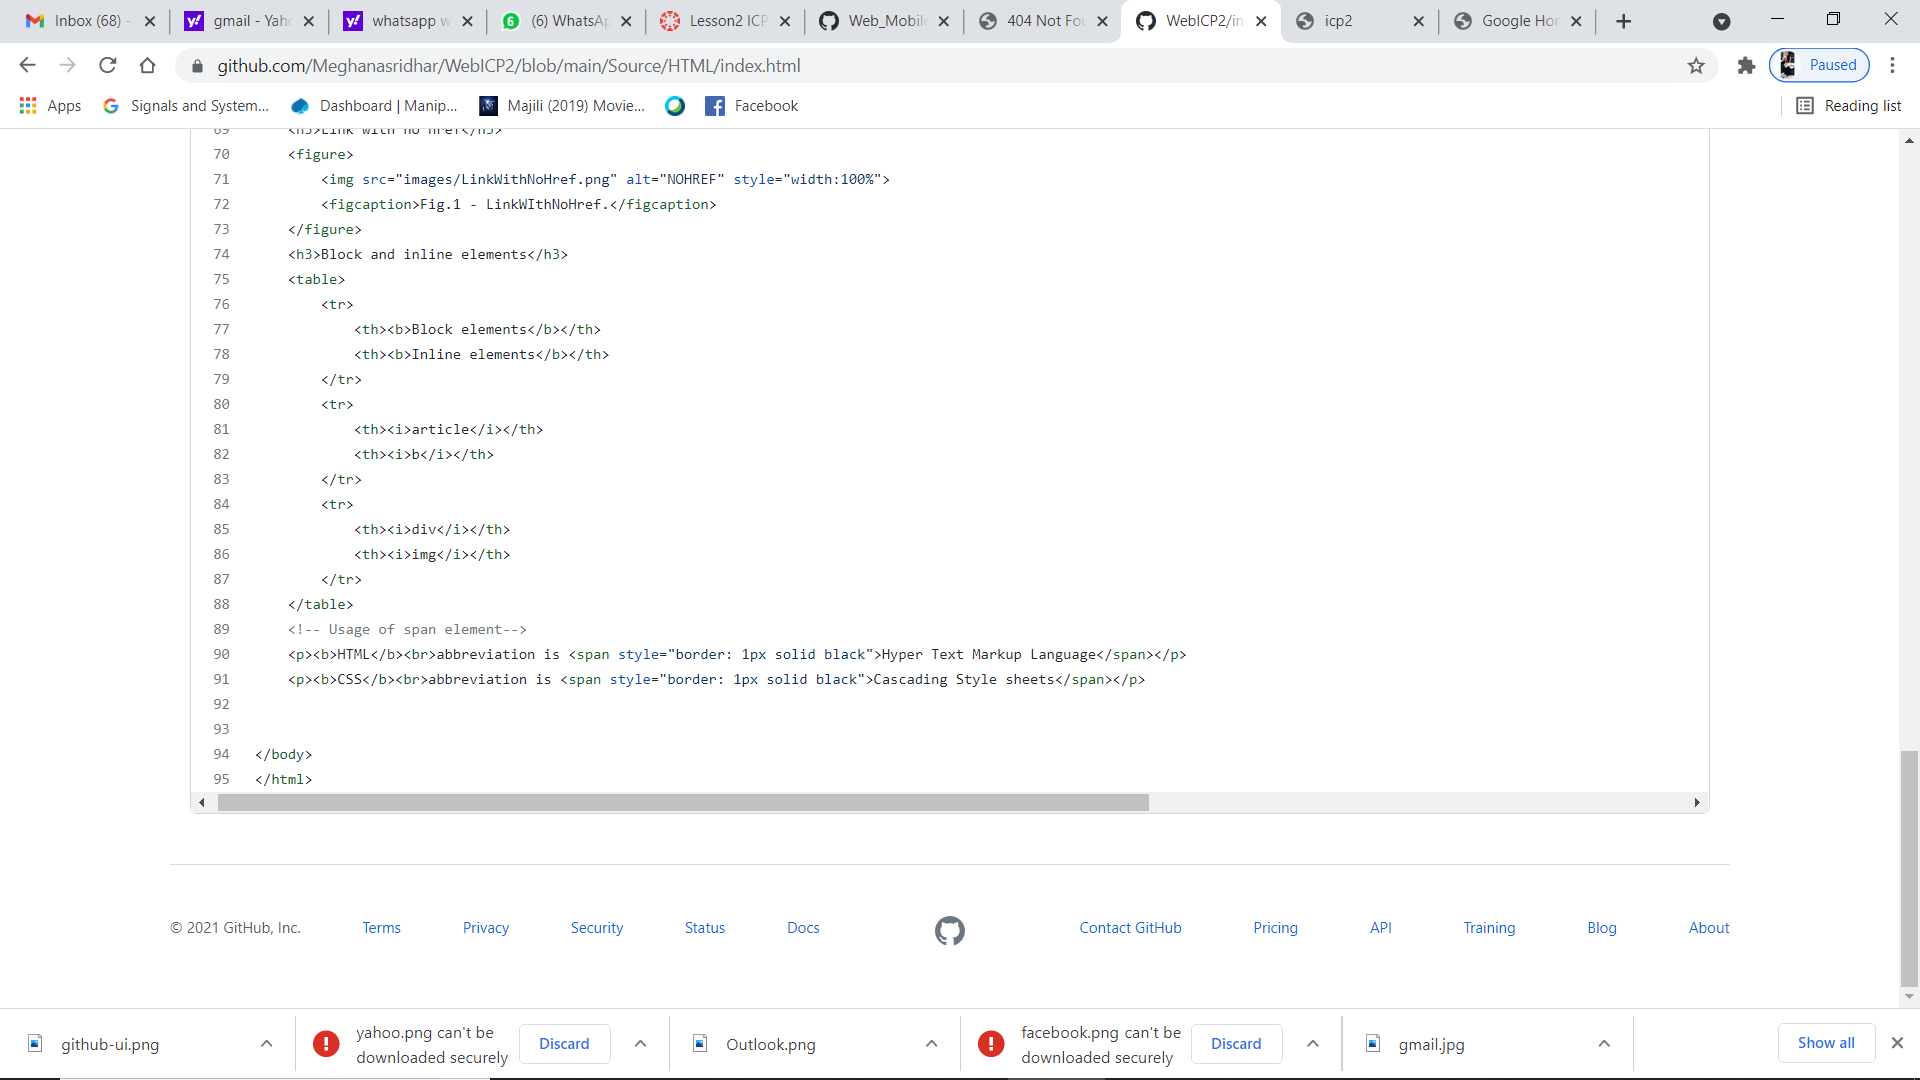 Inbox (68) -
gmail - Yaho
whatsapp w
(6) WhatsAp
Lesson2 ICP
Web_Mobile
404 Not Fou
WebICP2/in
icp2
Google Hor
github.com/Meghanasridhar/WebICP2/blob/main/Source/HTML/index.html
Paused
Apps
Signals and System...
Dashboard | Manip...
Majili (2019) Movie...
Facebook
Reading list
69 <h3>Link with no href</h3>
70 <figure>
71 <img src="images/LinkWithNoHref.png" alt="NOHREF" style="width:100%">
72 <figcaption>Fig.1 - LinkWIthNoHref.</figcaption>
73 </figure>
74 <h3>Block and inline elements</h3>
75 <table>
76 <tr>
77 <th><b>Block elements</b></th>
78 <th><b>Inline elements</b></th>
79 </tr>
80 <tr>
81 <th><i>article</i></th>
82 <th><i>b</i></th>
83 </tr>
84 <tr>
85 <th><i>div</i></th>
86 <th><i>img</i></th>
87 </tr>
88 </table>
89 <!-- Usage of span element-->
90 <p><b>HTML</b><br>abbreviation is <span style="border: 1px solid black">Hyper Text Markup Language</span></p>
91 <p><b>CSS</b><br>abbreviation is <span style="border: 1px solid black">Cascading Style sheets</span></p>
92
93
94 </body>
95 </html>
© 2021 GitHub, Inc.
Terms
Privacy
Security
Status
Docs
Contact GitHub
Pricing
API
Training
Blog
About
github-ui.png
yahoo.png can't be
downloaded securely
Discard
Outlook.png
facebook.png can't be
downloaded securely
Discard
gmail.jpg
Show all